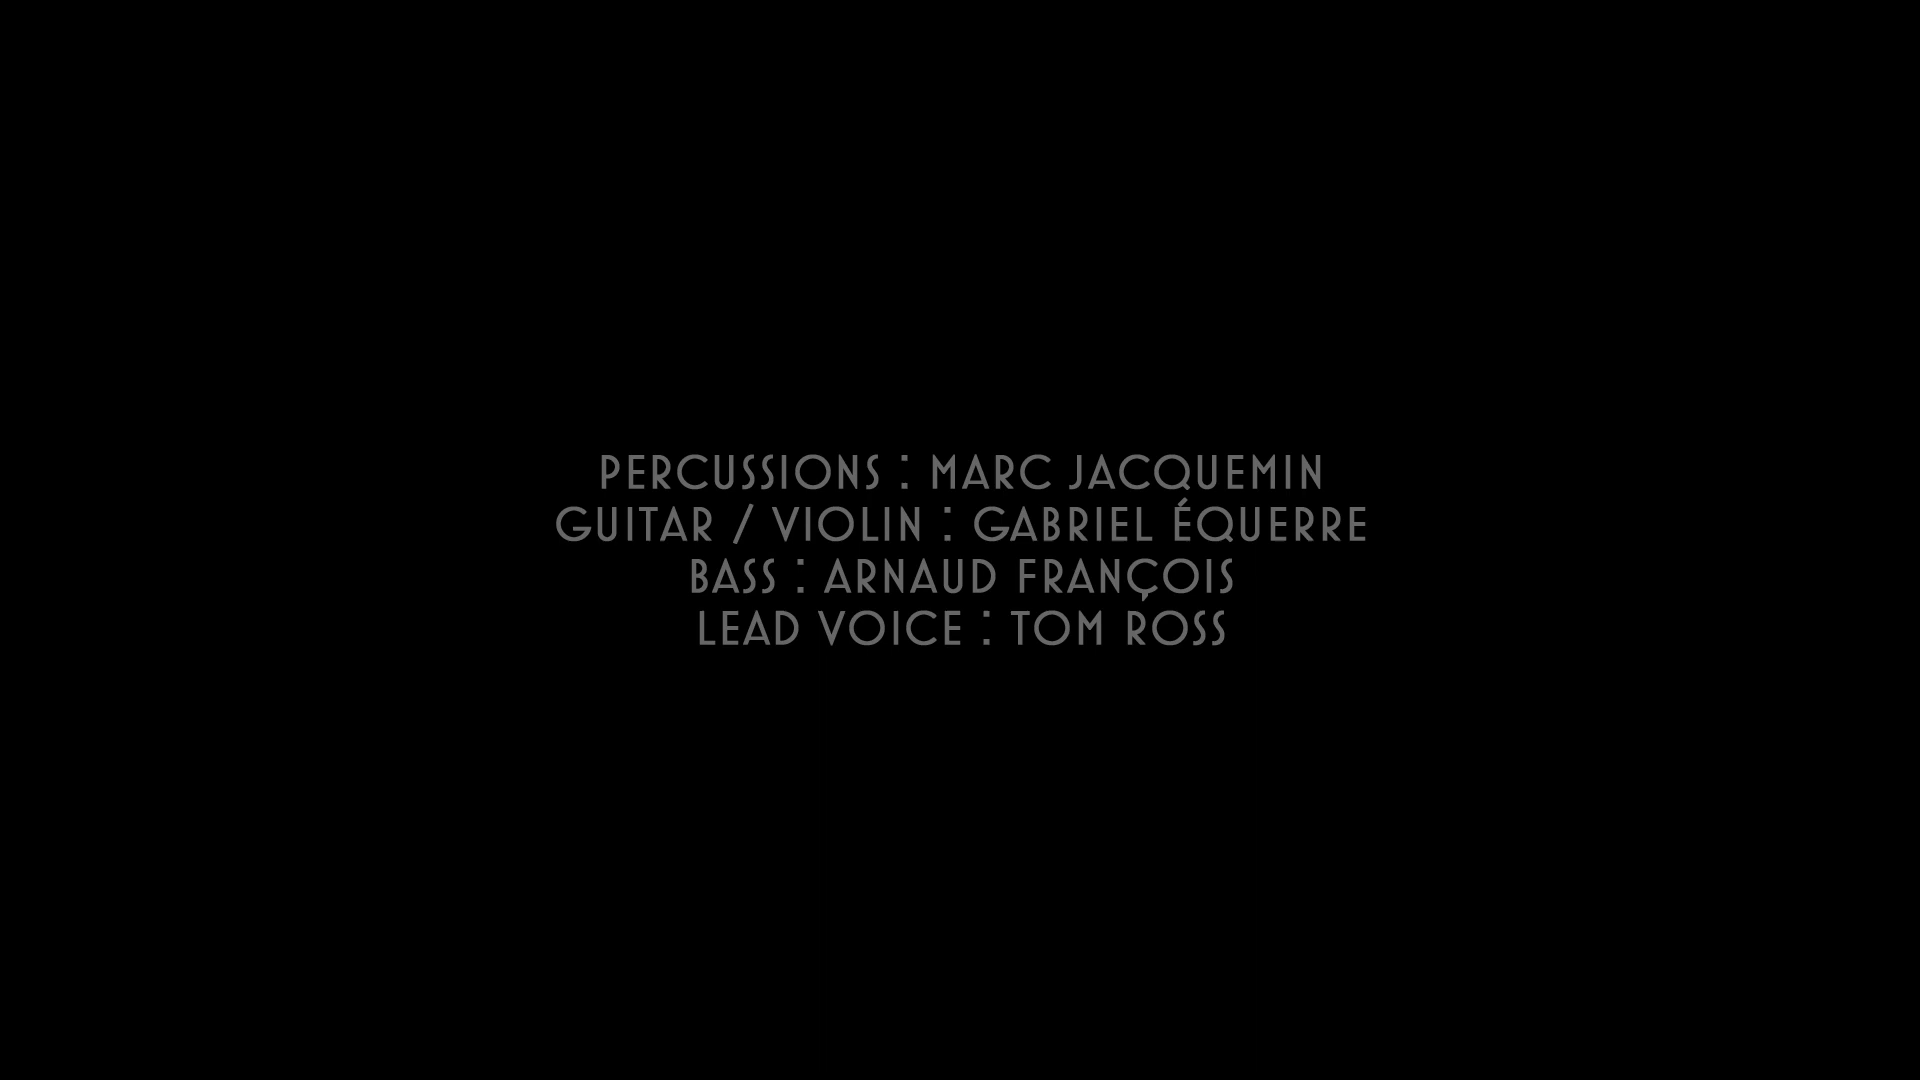 PERCUSSIONS : MARC JACQUEMIN
GUITAR / VIOLIN : GABRIEL ÉQUERRE
BASS : ARNAUD FRANÇOIS
LEAD VOICE : TOM ROSS